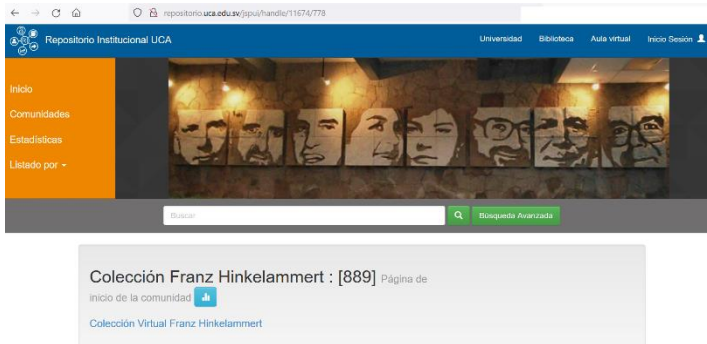 repositorio.uca.edu.sv/jspui/handle/11674/778
Repositorio Institucional UCA
Universidad Biblioteca Aula virtual Inicio Sesión
Inicio
Comunidades
Estadísticas
Listado por
Buscar
Búsqueda Avanzada
Colección Franz Hinkelammert : [889] Página de
inicio de la comunidad
Colección Virtual Franz Hinkelammert